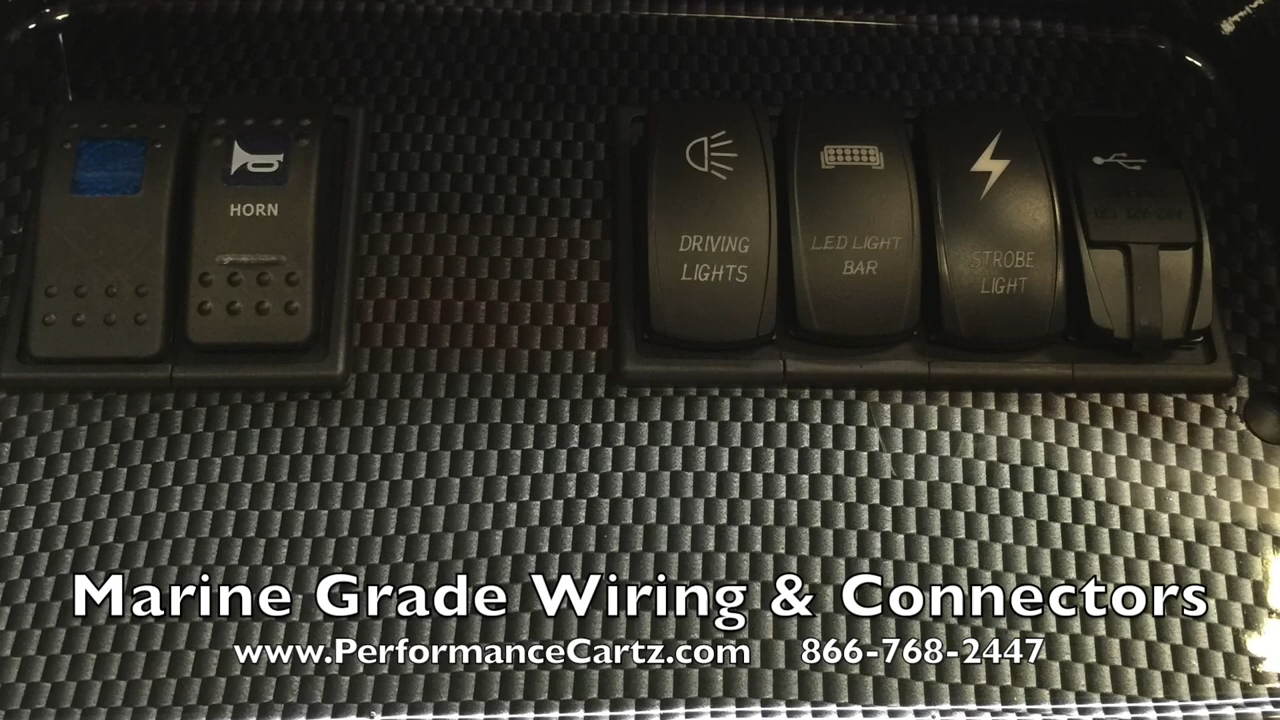 HORN
DRIVING
LIGHTS
LED LIGHT
BAR
STROBE
LIGHT
Marine Grade Wiring & Connectors
www.PerformanceCartz.com 866-768-2447